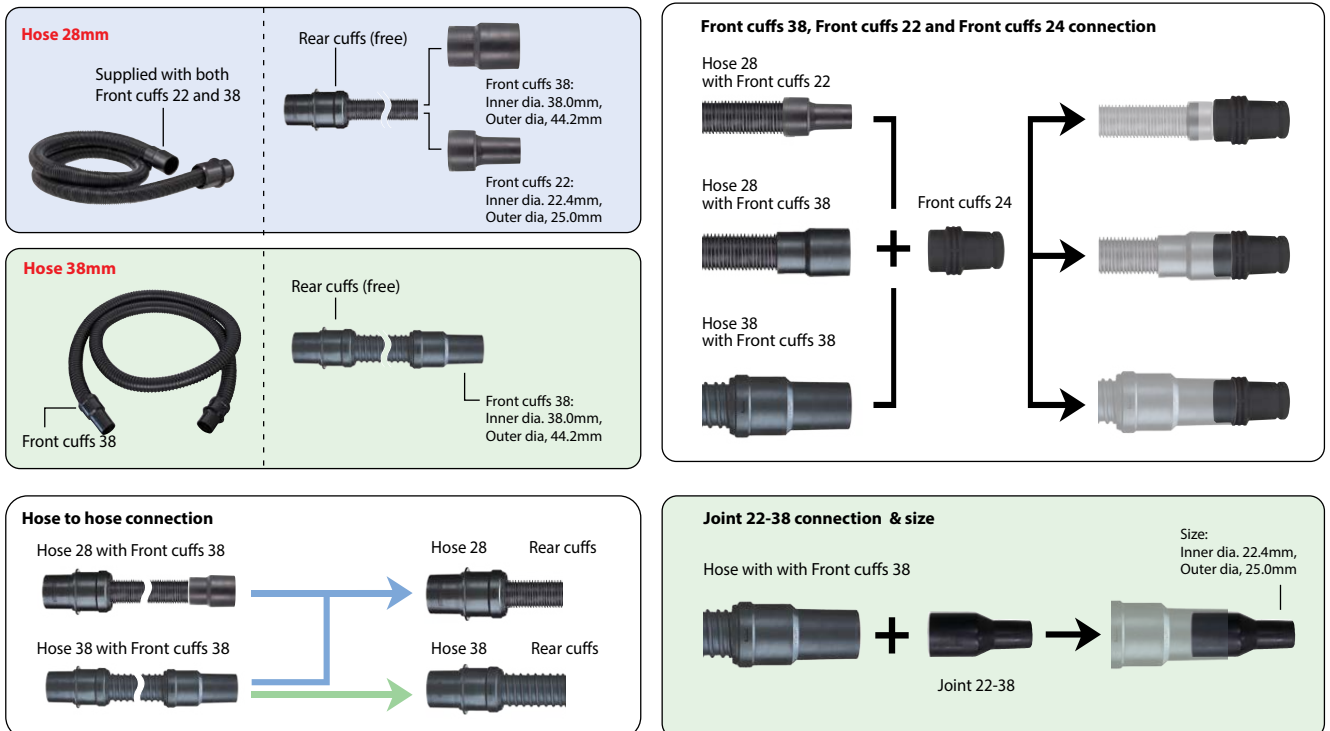 Hose 28mm
Supplied with both
Front cuffs 22 and 38
Rear cuffs (free)
Front cuffs 38:
Inner dia. 38.0mm,
Outer dia, 44.2mm
Front cuffs 22:
Inner dia. 22.4mm,
Outer dia, 25.0mm
Hose 38mm
Front cuffs 38
Rear cuffs (free)
Front cuffs 38:
Inner dia. 38.0mm,
Outer dia, 44.2mm
Front cuffs 38, Front cuffs 22 and Front cuffs 24 connection
Hose 28
with Front cuffs 22
Hose 28
with Front cuffs 38
Front cuffs 24
Hose 38
with Front cuffs 38
Hose to hose connection
Hose 28 with Front cuffs 38
Hose 28 Rear cuffs
Hose 38 with Front cuffs 38
Hose 38 Rear cuffs
Joint 22-38 connection & size
Hose with with Front cuffs 38
Joint 22-38
Size:
Inner dia. 22.4mm,
Outer dia, 25.0mm